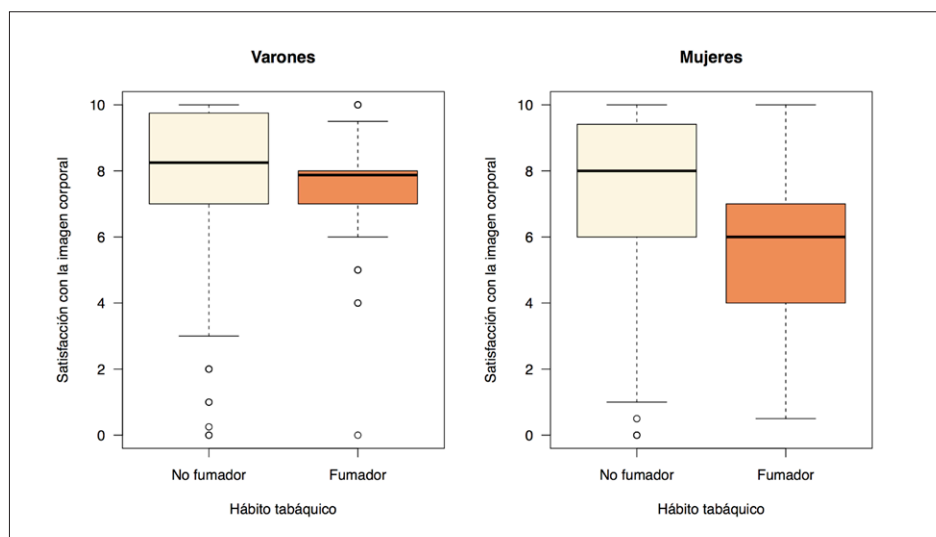 Varones
Satisfacción con la imagen corporal
10
8
6
4
2
0
No fumador
Fumador
Hábito tabáquico
Mujeres
Satisfacción con la imagen corporal
10
8
6
4
2
0
No fumador
Fumador
Hábito tabáquico